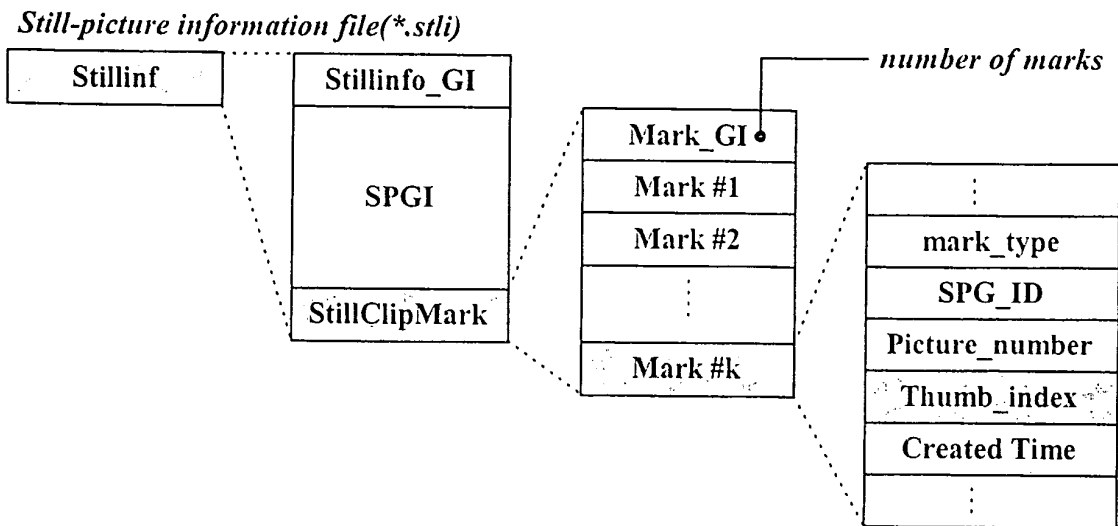 Still-picture information file(*.stli)
Stillinf
Stillinfo_GI
SPGI
StillClipMark
number of marks
Mark_GI
Mark #1
Mark #2
Mark #k
mark_type
SPG_ID
Picture_number
Thumb_index
Created Time